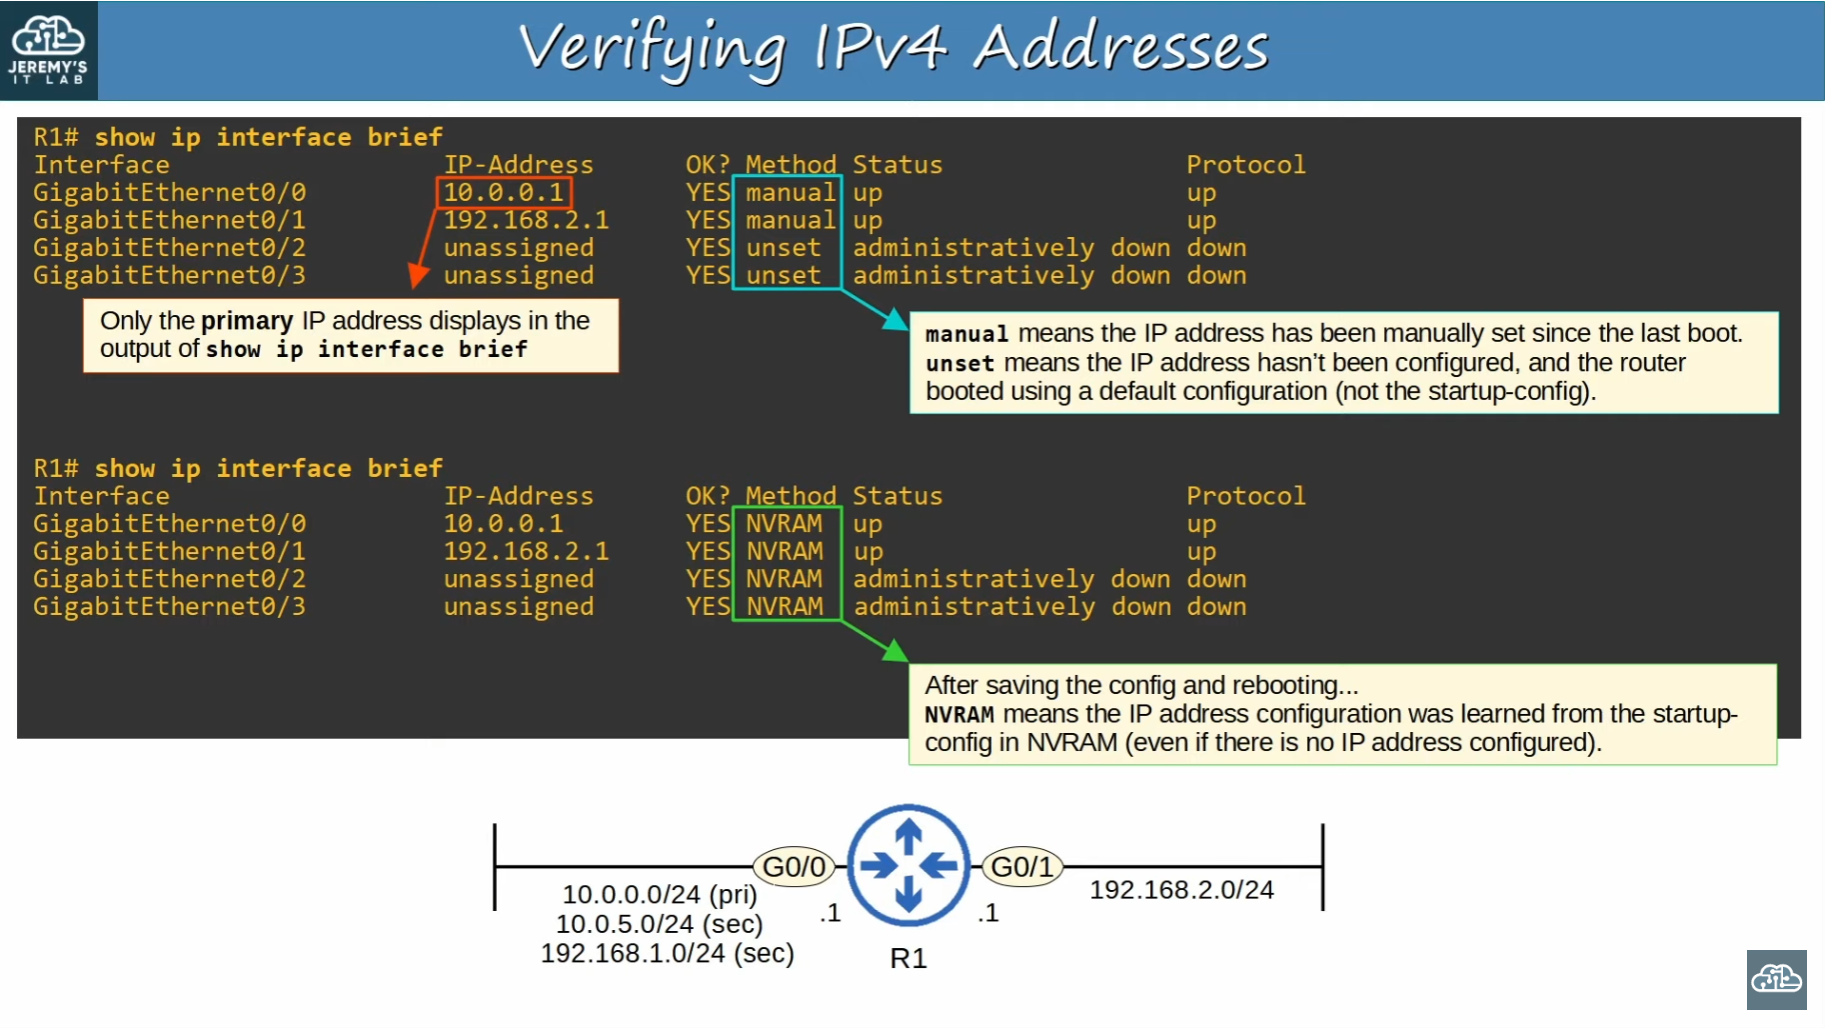 JEREMY'S
IT LAB
Verifying IPv4 Addresses
R1# show ip interface brief
Interface IP-Address OK? Method Status Protocol
GigabitEthernet0/0 10.0.0.1 YES manual up up
GigabitEthernet0/1 192.168.2.1 YES manual up up
GigabitEthernet0/2 unassigned YES unset administratively down down
GigabitEthernet0/3 unassigned YES unset administratively down down
Only the primary IP address displays in the
output of show ip interface brief
manual means the IP address has been manually set since the last boot.
unset means the IP address hasn't been configured, and the router
booted using a default configuration (not the startup-config).
R1# show ip interface brief
Interface IP-Address OK? Method Status Protocol
GigabitEthernet0/0 10.0.0.1 YES NVRAM up up
GigabitEthernet0/1 192.168.2.1 YES NVRAM up up
GigabitEthernet0/2 unassigned YES NVRAM administratively down down
GigabitEthernet0/3 unassigned YES NVRAM administratively down down
After saving the config and rebooting...
NVRAM means the IP address configuration was learned from the startup-
config in NVRAM (even if there is no IP address configured).
G0/0 G0/1
10.0.0.0/24 (pri) 192.168.2.0/24
10.0.5.0/24 (sec) .1 .1
192.168.1.0/24 (sec) R1